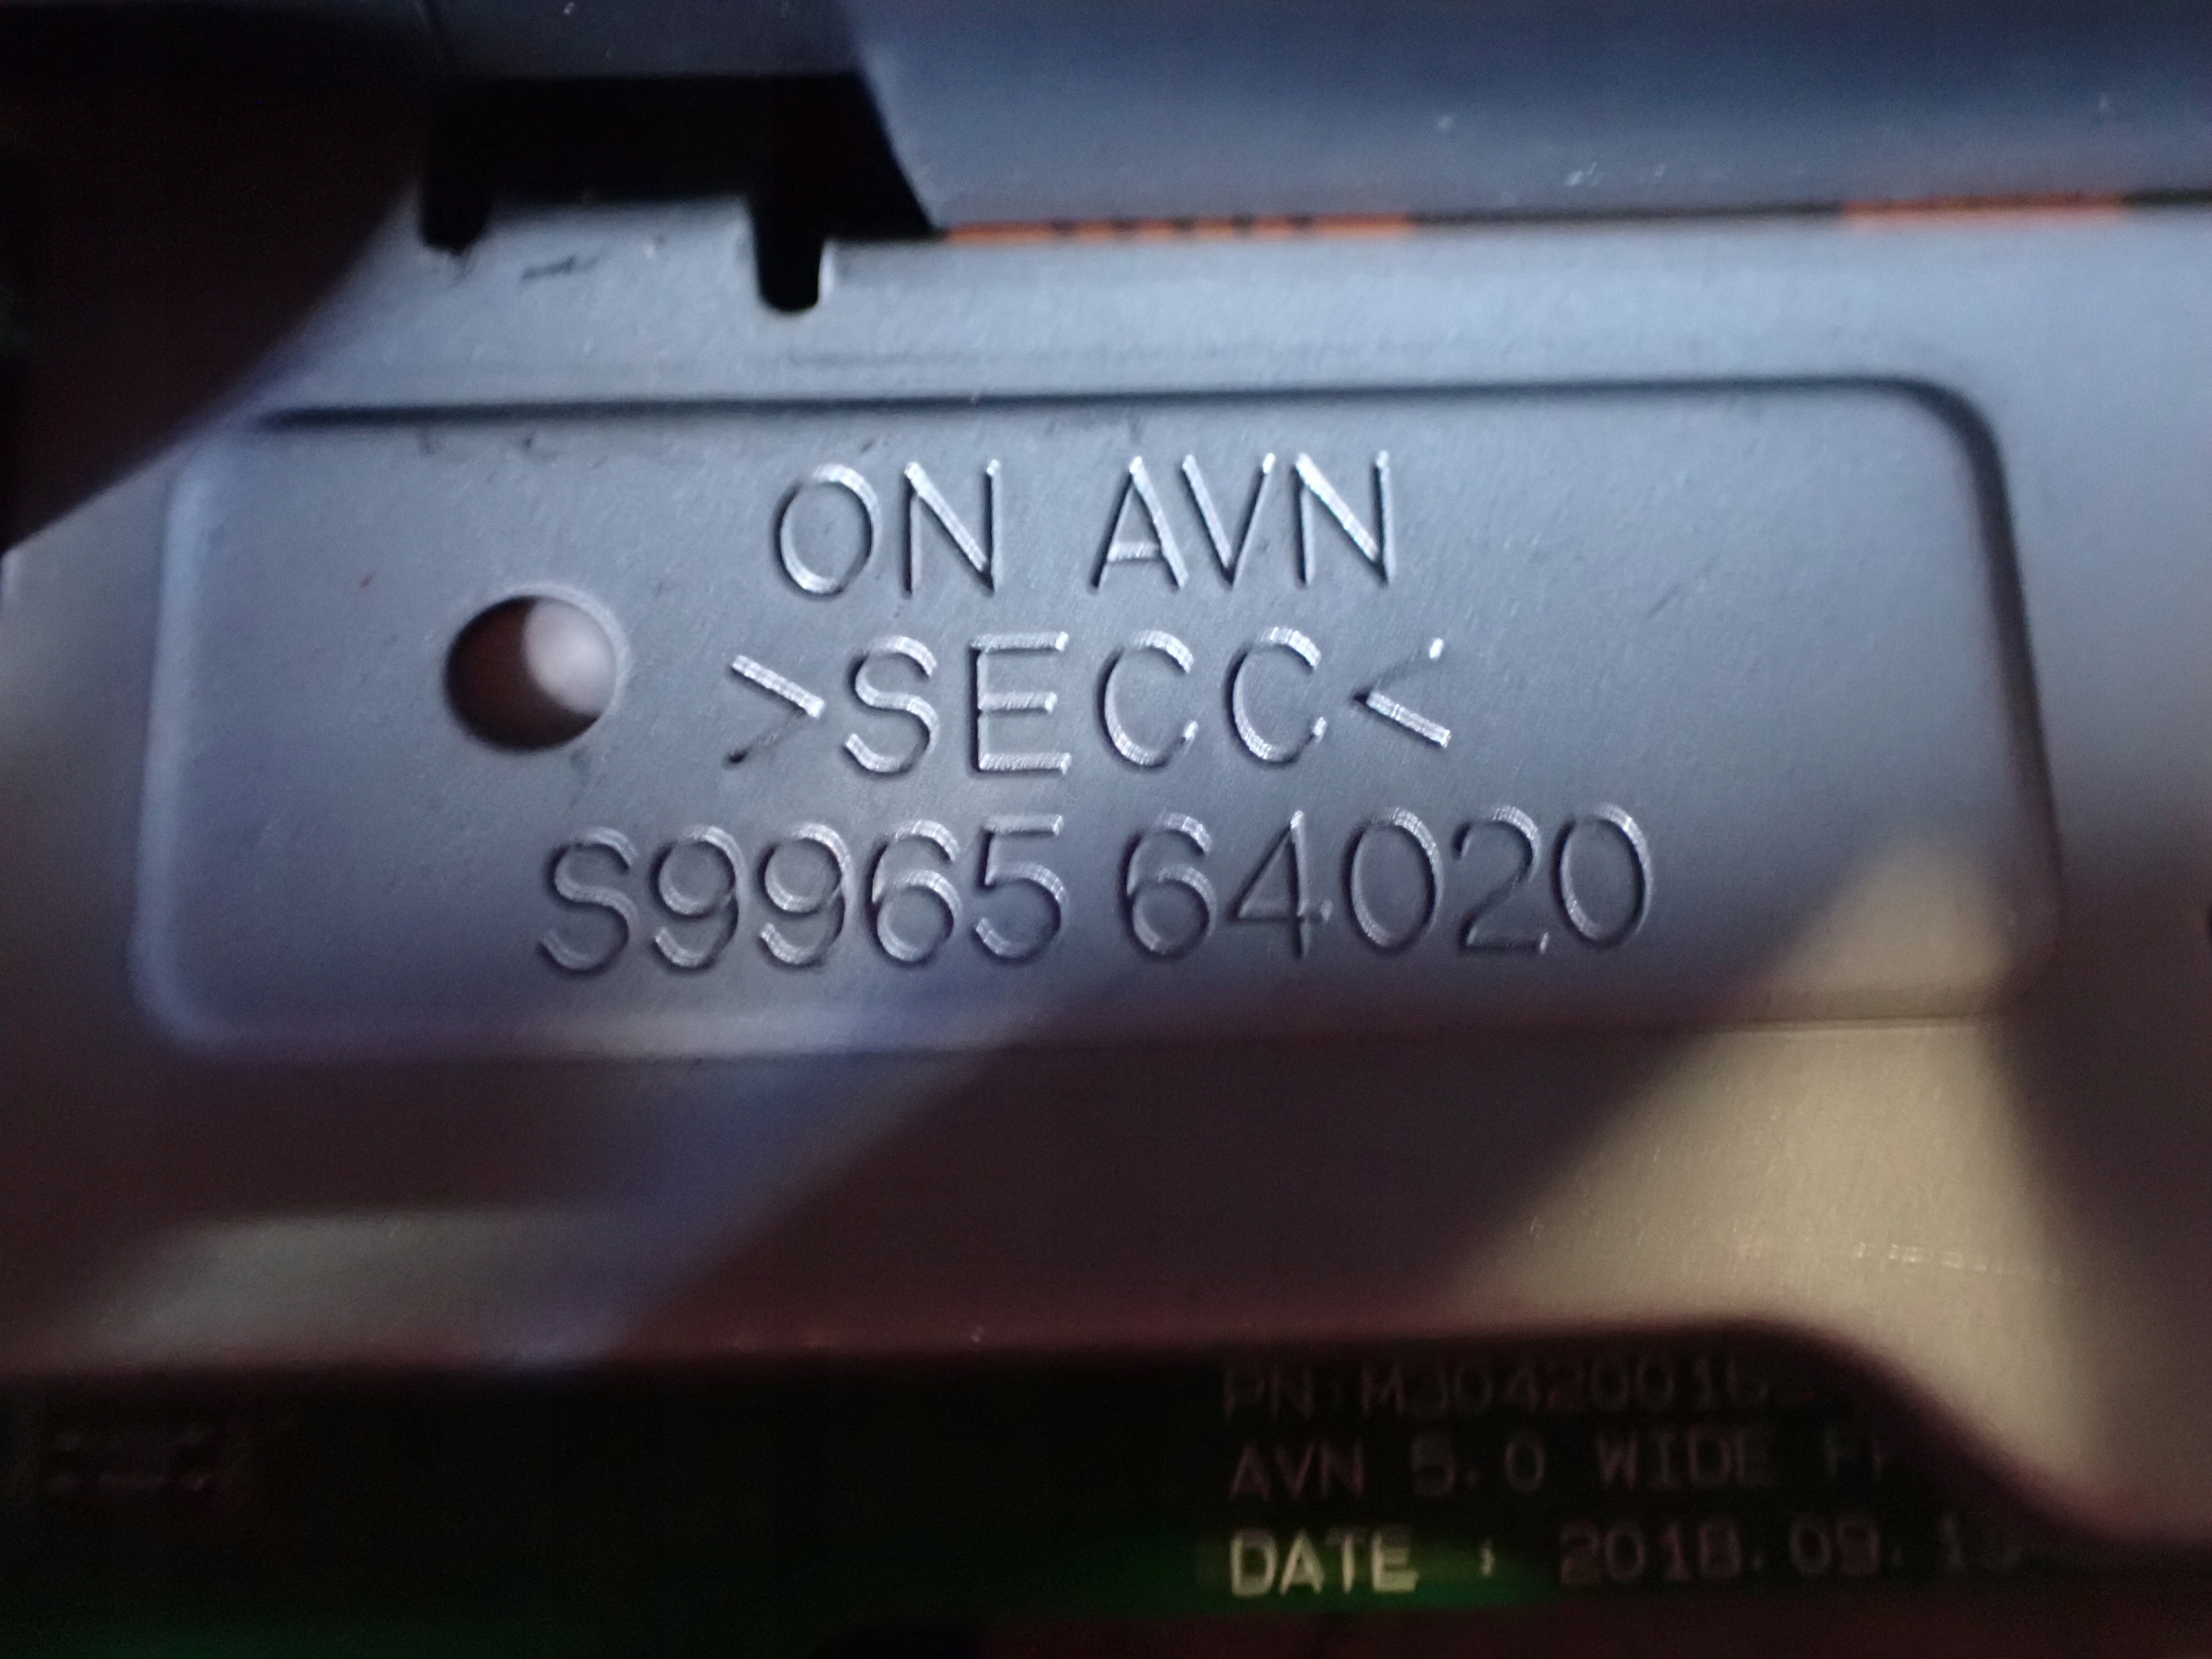 ON AVN
>SECC<
S9965 64020
AVN 5.0 WIDE
DATE :